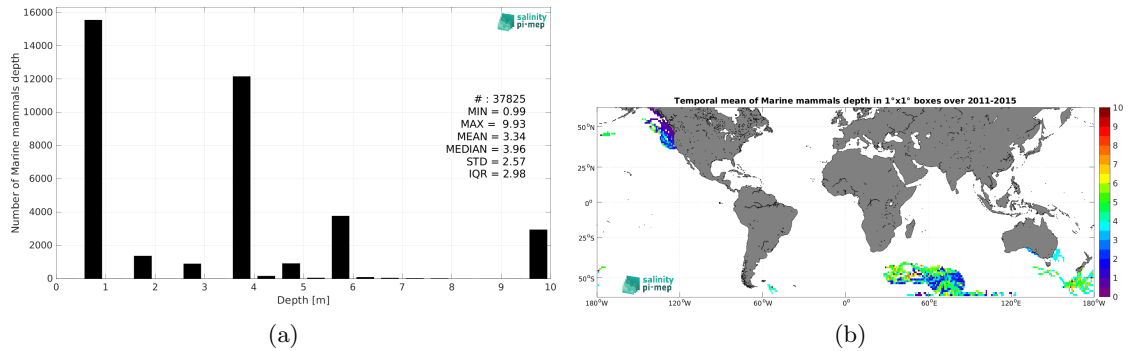 salinity
pi-mep
16000
14000
12000
10000
8000
6000
4000
2000
0
Number of Marine mammals depth
# : 37825
MIN = 0.99
MAX = 9.93
MEAN = 3.34
MEDIAN = 3.96
STD = 2.57
IQR = 2.98
0 1 2 3 4 5 6 7 8 9 10
Depth [m]
(a)
Temporal mean of Marine mammals depth in 1°x1° boxes over 2011-2015
50°N
25°N
0°
25°S
50°S
salinity
pi-mep
180°W 120°W 60°W 0° 60°E 120°E 180°W
10
9
8
7
6
5
4
3
2
1
0
(b)